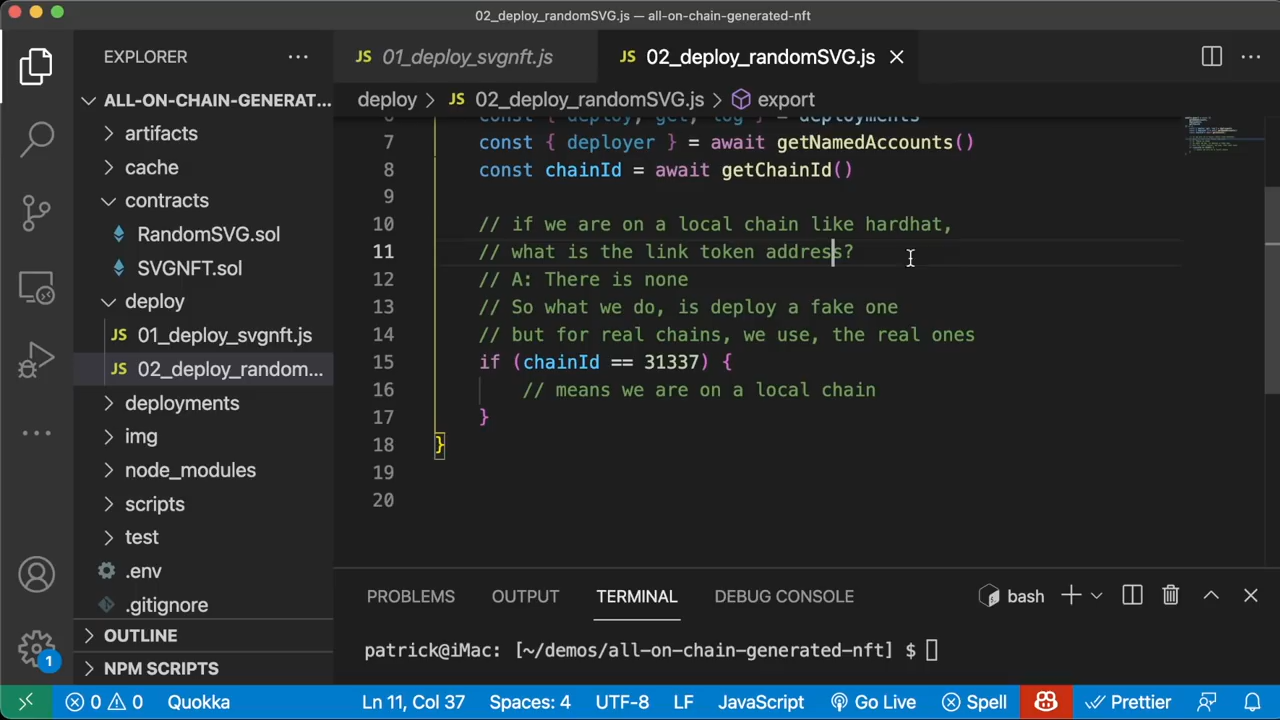 02_deploy_randomSVG.js — all-on-chain-generated-nft
EXPLORER
ALL-ON-CHAIN-GENERAT...
artifacts
cache
contracts
RandomSVG.sol
SVGNFT.sol
deploy
JS 01_deploy_svgnft.js
JS 02_deploy_random...
deployments
img
node_modules
scripts
test
.env
.gitignore
OUTLINE
NPM SCRIPTS
1
JS 01_deploy_svgnft.js
JS 02_deploy_randomSVG.js
deploy > JS 02_deploy_randomSVG.js > export
6 const { deploy, get, log } = deployments
7 const { deployer } = await getNamedAccounts()
8 const chainId = await getChainId()
9
10 // if we are on a local chain like hardhat,
11 // what is the link token address?
12 // A: There is none
13 // So what we do, is deploy a fake one
14 // but for real chains, we use, the real ones
15 if (chainId == 31337) {
16 // means we are on a local chain
17 }
18 }
19
20
PROBLEMS OUTPUT TERMINAL DEBUG CONSOLE bash
patrick@iMac: [~/demos/all-on-chain-generated-nft] $
0 0 Quokka Ln 11, Col 37 Spaces: 4 UTF-8 LF JavaScript Go Live Spell Prettier